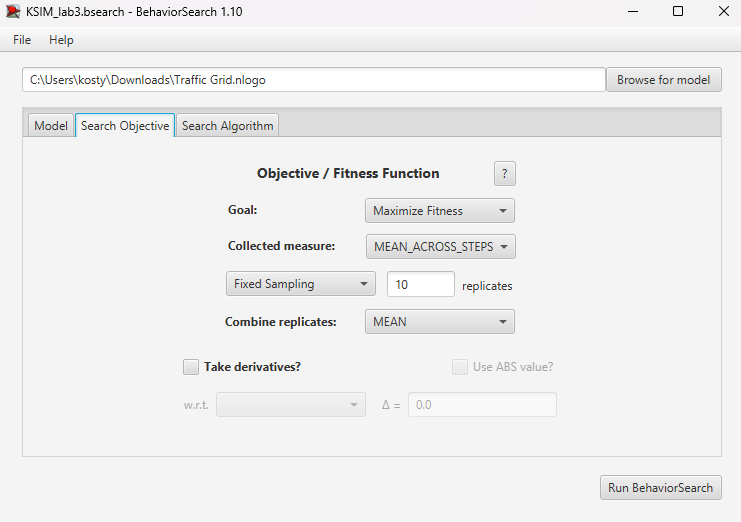 KSIM_lab3.bsearch - BehaviorSearch 1.10
File Help
C:\Users\kosty\Downloads\Traffic Grid.nlogo Browse for model
Model Search Objective Search Algorithm
Objective / Fitness Function ?
Goal: Maximize Fitness
Collected measure: MEAN_ACROSS_STEPS
Fixed Sampling 10 replicates
Combine replicates: MEAN
Take derivatives? Use ABS value?
w.r.t. Δ = 0.0
Run BehaviorSearch